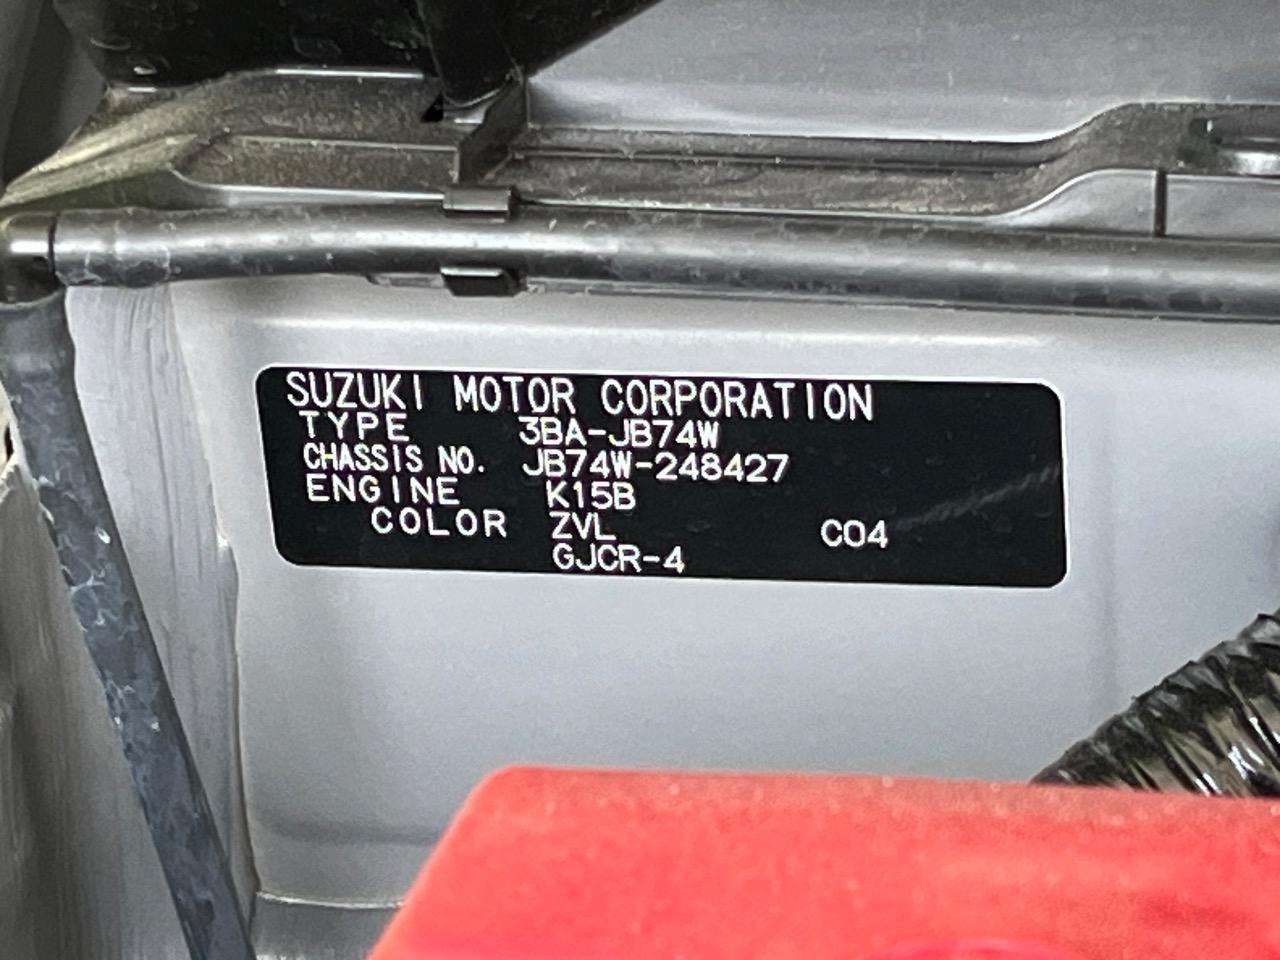 SUZUKI MOTOR CORPORATION
TYPE 3BA-JB74W
CHASSIS NO. JB74W-248427
ENGINE K15B
COLOR ZVL C04
GJCR-4